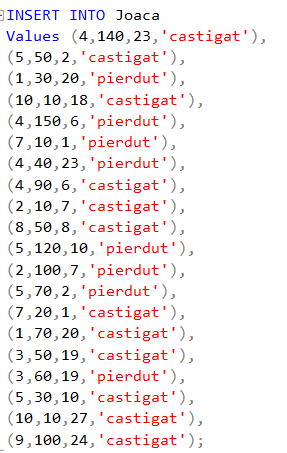 INSERT INTO Joaca
Values (4,140,23,'castigat'),
(5,50,2,'castigat'),
(1,30,20,'pierdut'),
(10,10,18,'castigat'),
(4,150,6,'pierdut'),
(7,10,1,'pierdut'),
(4,40,23,'pierdut'),
(4,90,6,'castigat'),
(2,10,7,'castigat'),
(8,50,8,'castigat'),
(5,120,10,'pierdut'),
(2,100,7,'pierdut'),
(5,70,2,'pierdut'),
(7,20,1,'castigat'),
(1,70,20,'castigat'),
(3,50,19,'castigat'),
(3,60,19,'pierdut'),
(5,30,10,'castigat'),
(10,10,27,'castigat'),
(9,100,24,'castigat');